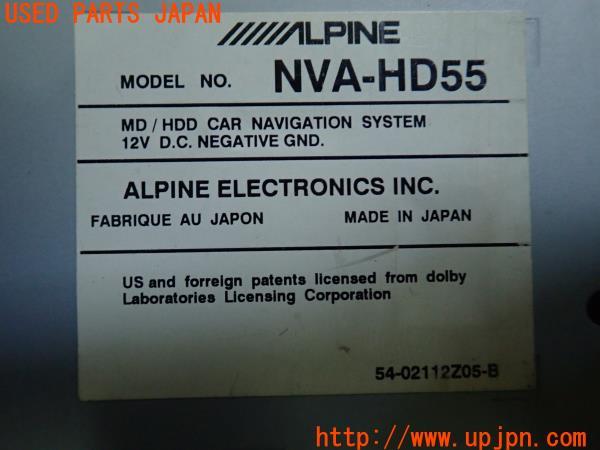 USED PARTS JAPAN
ALPINE
MODEL NO. NVA-HD55
MD / HDD CAR NAVIGATION SYSTEM
12V D.C. NEGATIVE GND.
ALPINE ELECTRONICS INC.
FABRIQUE AU JAPON MADE IN JAPAN
US and forreign patents licensed from dolby
Laboratories Licensing Corporation
54-02112Z05-B
http://www.upjpn.com/